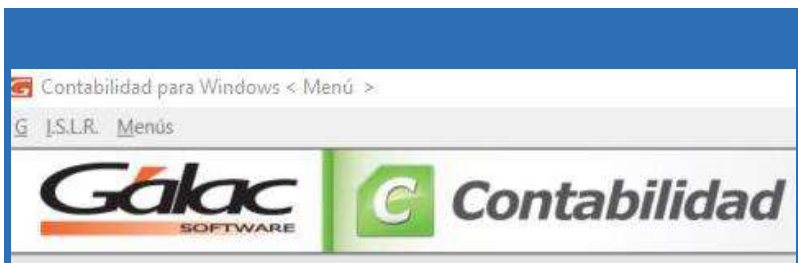 Contabilidad para Windows < Menú >
G I.S.L.R. Menús
Gálac C Contabilidad
SOFTWARE